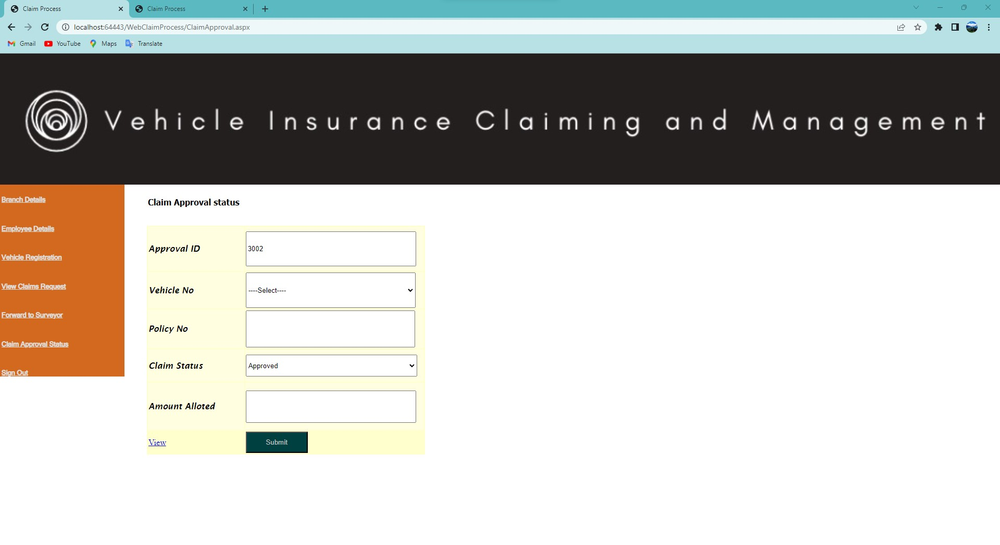 Claim Process
Claim Process
localhost:64443/WebClaimProcess/ClaimApproval.aspx
Gmail YouTube Maps Translate
Vehicle Insurance Claiming and Management
Branch Details
Employee Details
Vehicle Registration
View Claims Request
Forward to Surveyor
Claim Approval Status
Sign Out
Claim Approval status
Approval ID 3002
Vehicle No ----Select----
Policy No
Claim Status Approved
Amount Alloted
View Submit